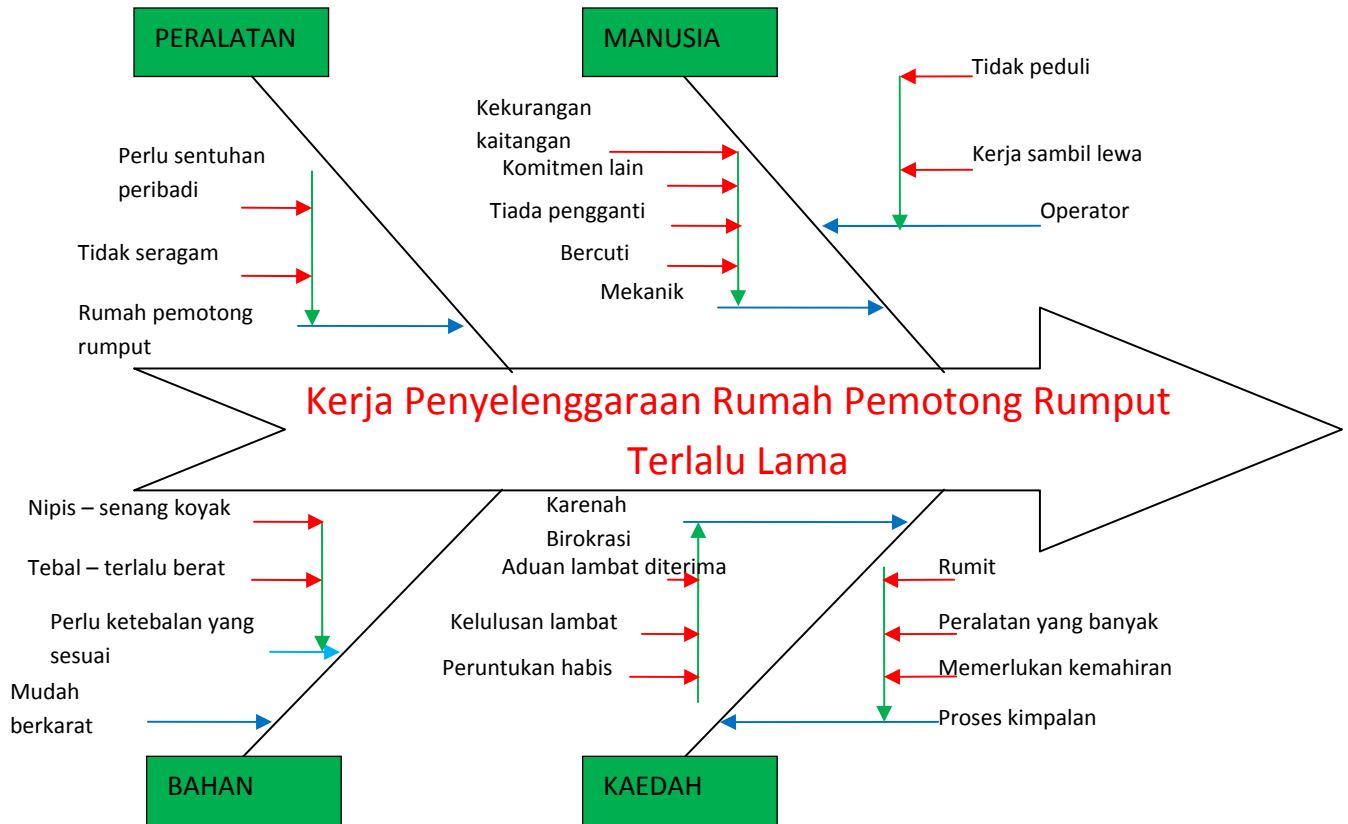 PERALATAN
MANUSIA
Tidak peduli
Kekurangan
kaitangan
Komitmen lain
Kerja sambil lewa
Perlu sentuhan
peribadi
Tiada pengganti
Operator
Tidak seragam
Bercuti
Mekanik
Rumah pemotong
rumput
Kerja Penyelenggaraan Rumah Pemotong Rumput
Terlalu Lama
Nipis – senang koyak
Karenah
Birokrasi
Tebal – terlalu berat
Aduan lambat diterima
Rumit
Perlu ketebalan yang
sesuai
Kelulusan lambat
Peralatan yang banyak
Peruntukan habis
Memerlukan kemahiran
Mudah
berkarat
Proses kimpalan
BAHAN
KAEDAH